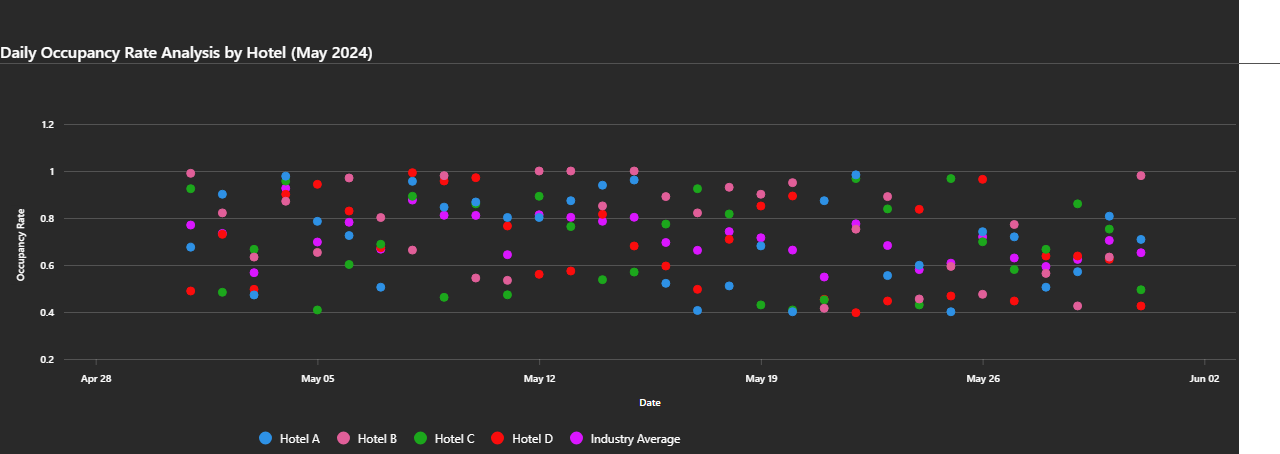 Daily Occupancy Rate Analysis by Hotel (May 2024)
1.2
1
0.8
0.6
0.4
0.2
Occupancy Rate
Apr 28
May 05
May 12
May 19
May 26
Jun 02
Date
Hotel A
Hotel B
Hotel C
Hotel D
Industry Average